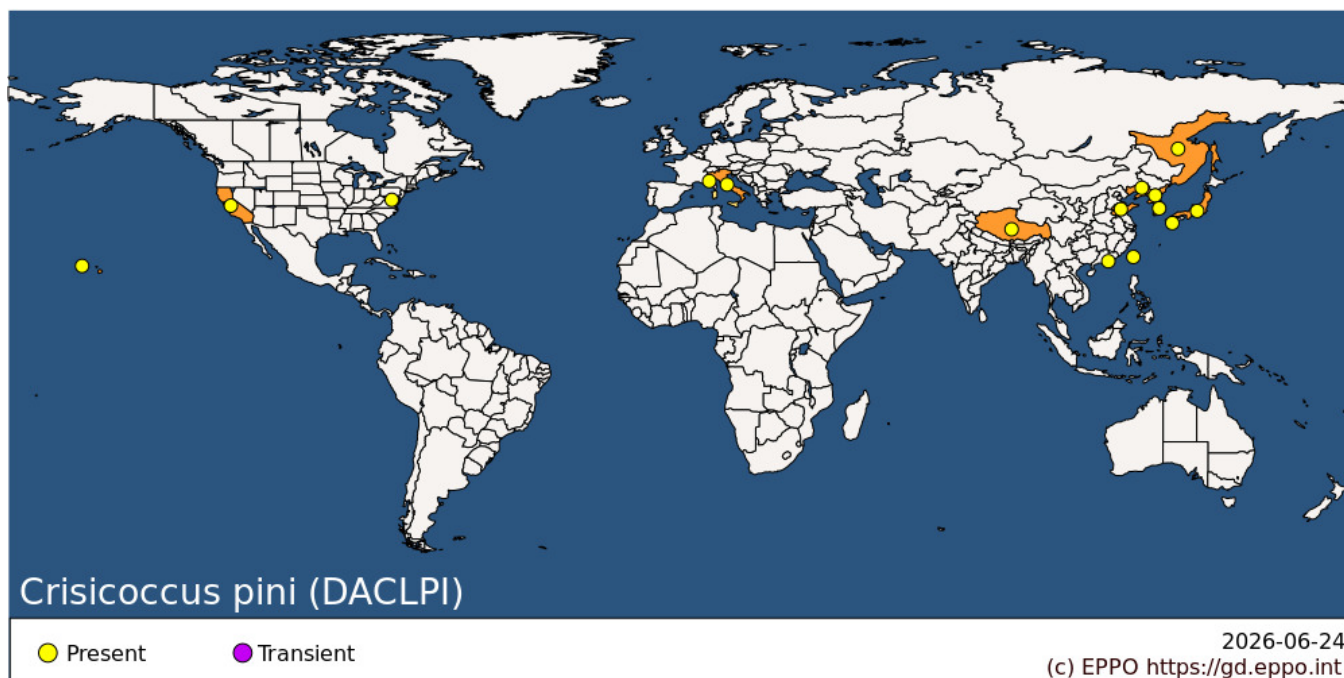 Crisicoccus pini (DACLPI)
Present
Transient
2026-06-24
(c) EPPO https://gd.eppo.int